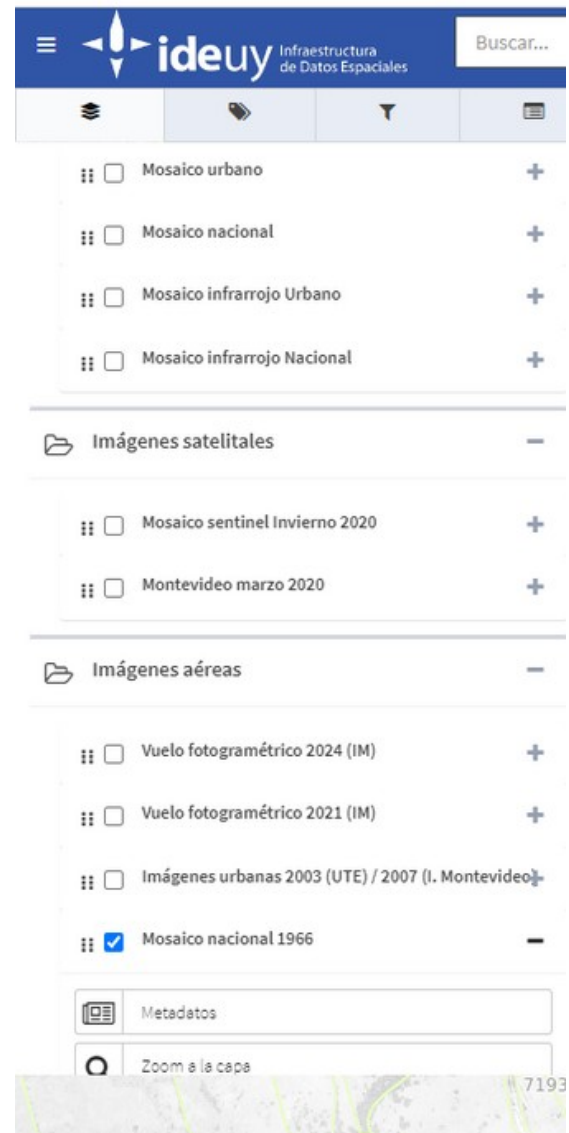 ideuy Infraestructura
de Datos Espaciales
Buscar...
Mosaico urbano
Mosaico nacional
Mosaico infrarrojo Urbano
Mosaico infrarrojo Nacional
Imágenes satelitales
Mosaico sentinel Invierno 2020
Montevideo marzo 2020
Imágenes aéreas
Vuelo fotogramétrico 2024 (IM)
Vuelo fotogramétrico 2021 (IM)
Imágenes urbanas 2003 (UTE) / 2007 (I. Montevideo)
Mosaico nacional 1966
Metadatos
Zoom a la capa
7193